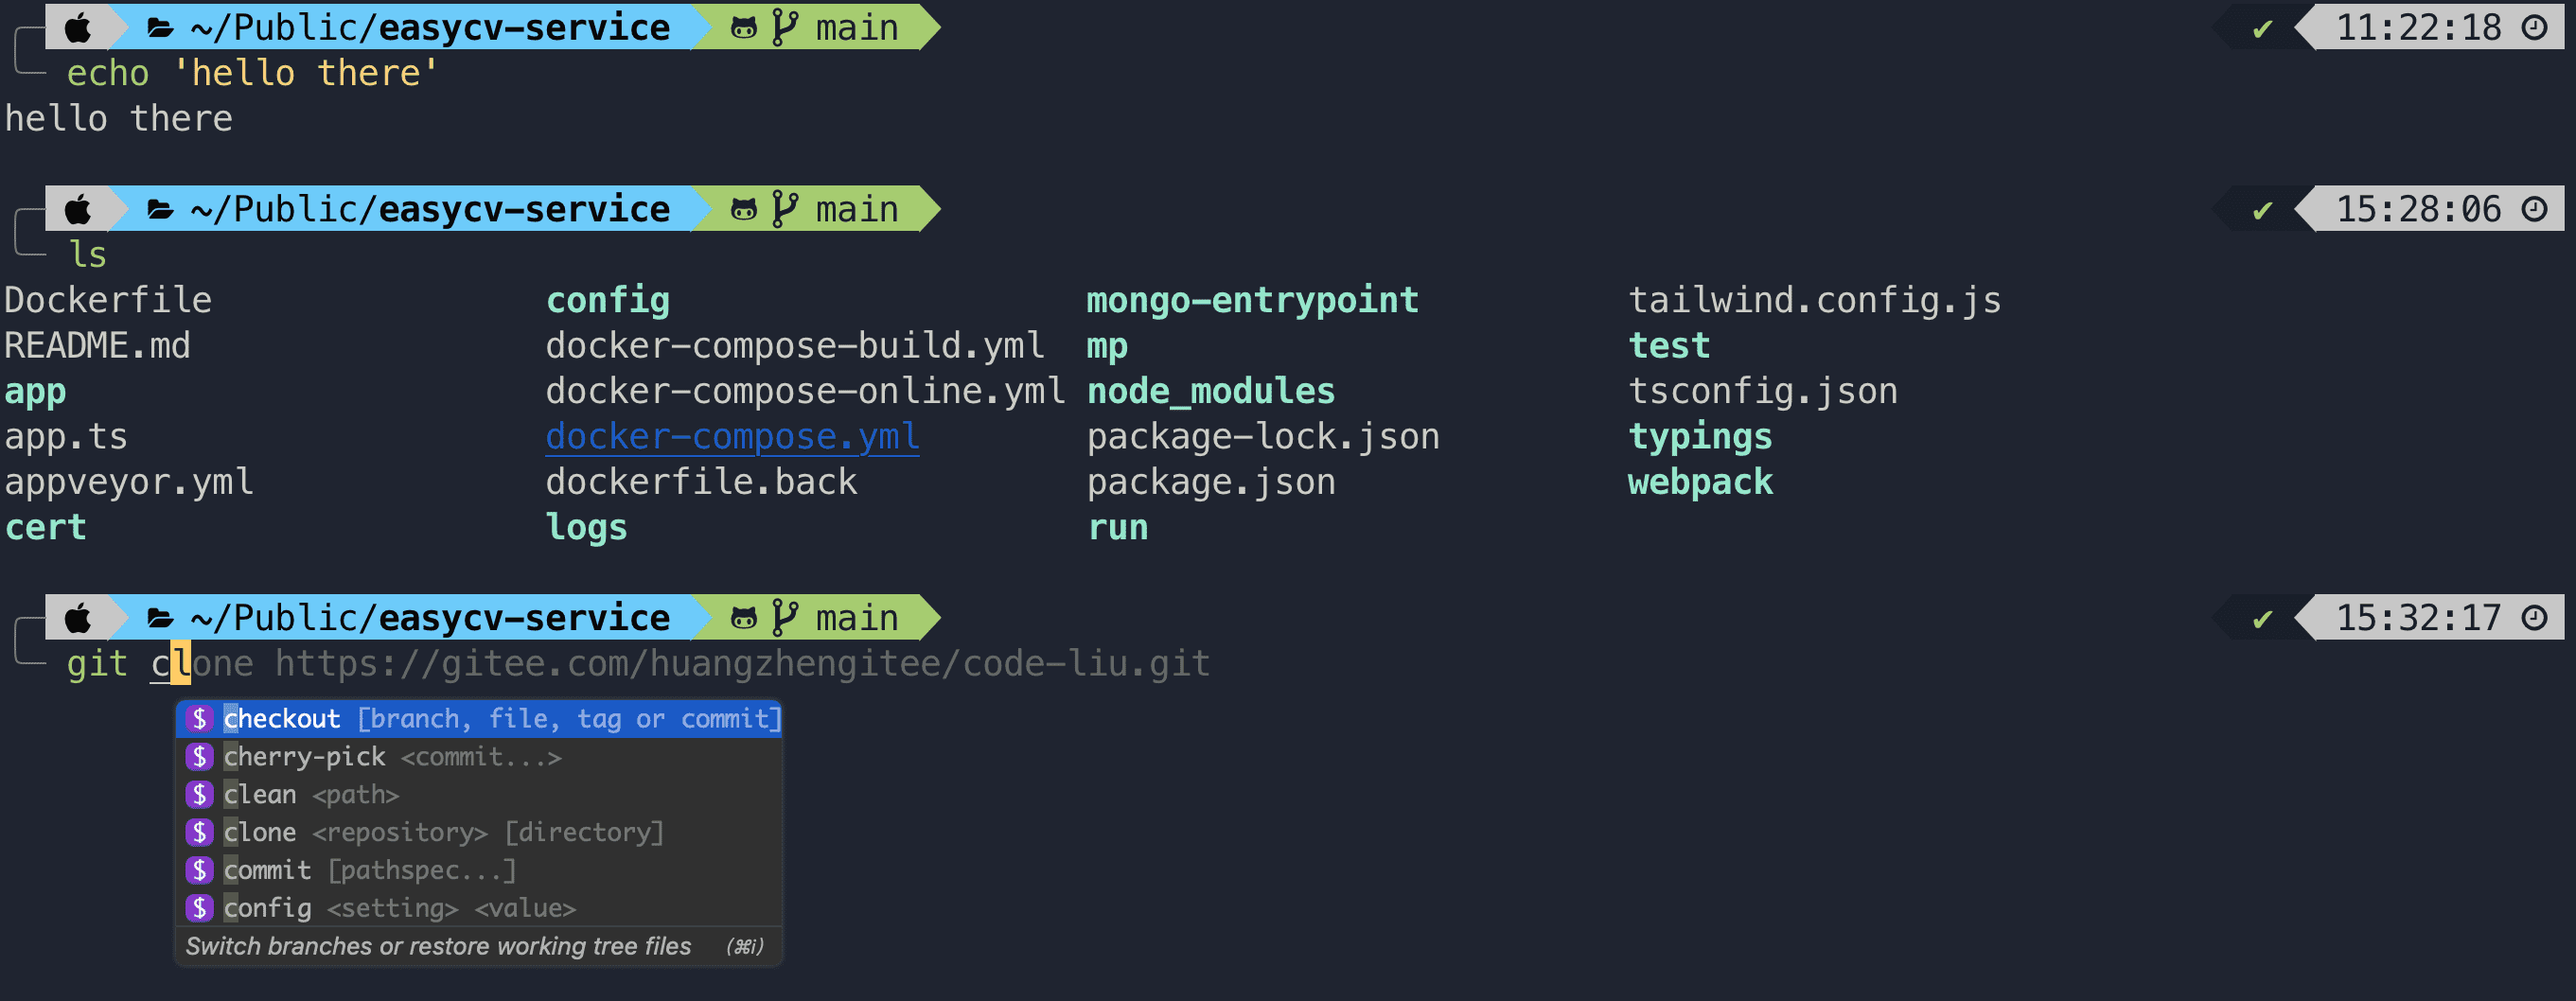 ~/Public/easycv-service main ✔ 11:22:18
echo 'hello there'
hello there
~/Public/easycv-service main ✔ 15:28:06
ls
Dockerfile config mongo-entrypoint tailwind.config.js
README.md docker-compose-build.yml mp test
app docker-compose-online.yml node_modules tsconfig.json
app.ts docker-compose.yml package-lock.json typings
appveyor.yml dockerfile.back package.json webpack
cert logs run
~/Public/easycv-service main ✔ 15:32:17
git clone https://gitee.com/huangzhengitee/code-liu.git
$ checkout [branch, file, tag or commit]
$ cherry-pick <commit...>
$ clean <path>
$ clone <repository> [directory]
$ commit [pathspec...]
$ config <setting> <value>
Switch branches or restore working tree files (⌘i)